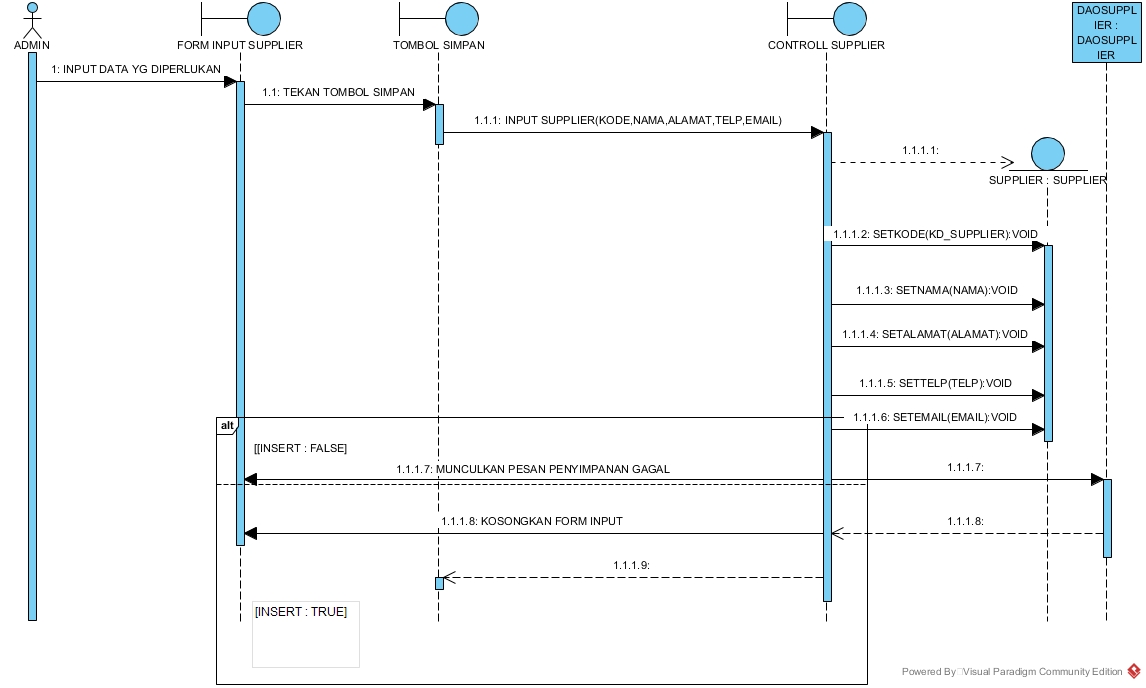 ADMIN
FORM INPUT SUPPLIER
TOMBOL SIMPAN
CONTROLL SUPPLIER
DAOSUPPL
IER :
DAOSUPPL
IER
1: INPUT DATA YG DIPERLUKAN
1.1: TEKAN TOMBOL SIMPAN
1.1.1: INPUT SUPPLIER(KODE,NAMA,ALAMAT,TELP,EMAIL)
1.1.1.1:
SUPPLIER : SUPPLIER
1.1.1.2: SETKODE(KD_SUPPLIER):VOID
1.1.1.3: SETNAMA(NAMA):VOID
1.1.1.4: SETALAMAT(ALAMAT):VOID
1.1.1.5: SETTELP(TELP):VOID
1.1.1.6: SETEMAIL(EMAIL):VOID
alt
[[INSERT : FALSE]
1.1.1.7: MUNCULKAN PESAN PENYIMPANAN GAGAL
1.1.1.7:
1.1.1.8: KOSONGKAN FORM INPUT
1.1.1.8:
1.1.1.9:
[INSERT : TRUE]
Powered By Visual Paradigm Community Edition